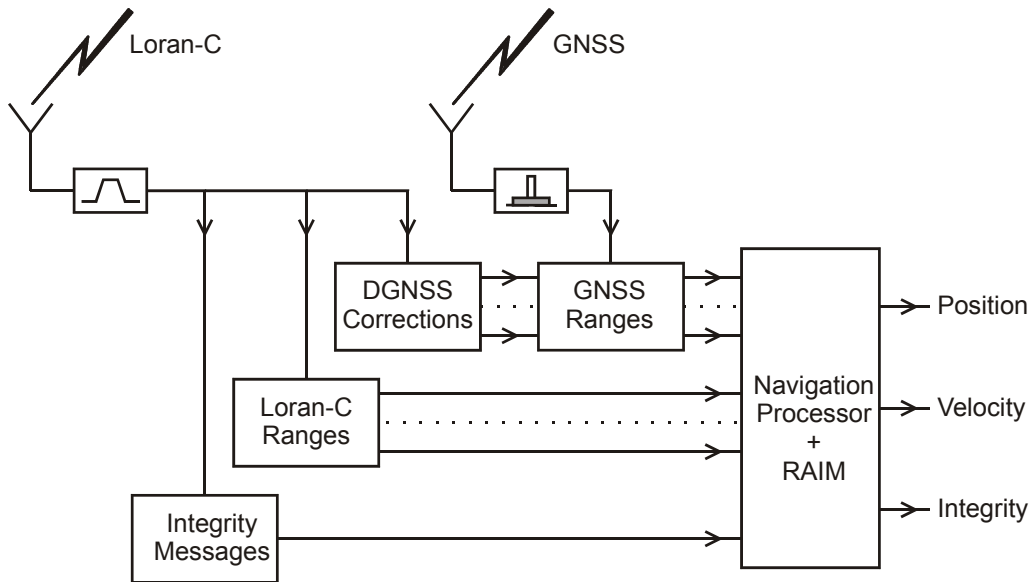 Loran-C
GNSS
DGNSS
Corrections
GNSS
Ranges
Loran-C
Ranges
Integrity
Messages
Navigation
Processor
+
RAIM
Position
Velocity
Integrity